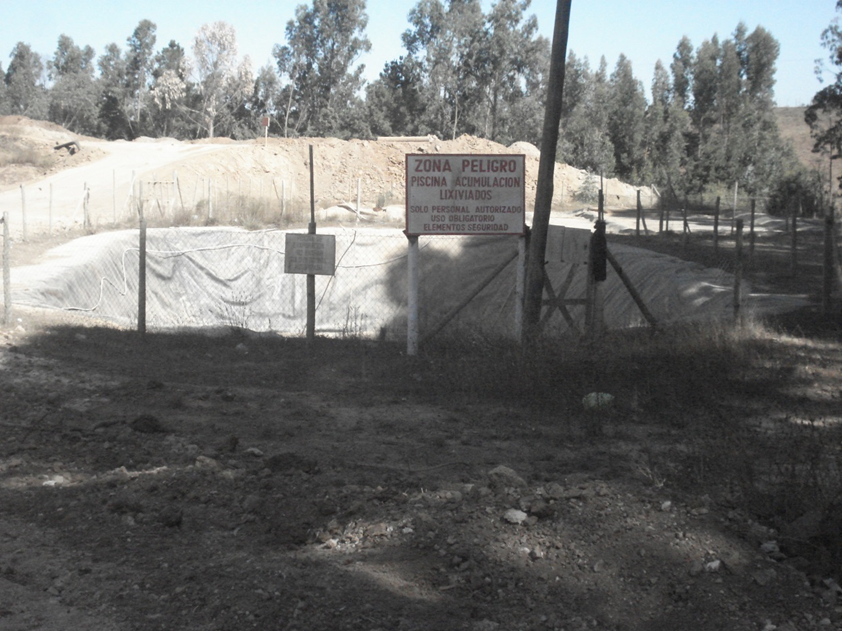 ZONA PELIGRO
PISCINA ACUMULACION
LIXIVIADOS
SOLO PERSONAL AUTORIZADO
USO OBLIGATORIO
ELEMENTOS SEGURIDAD